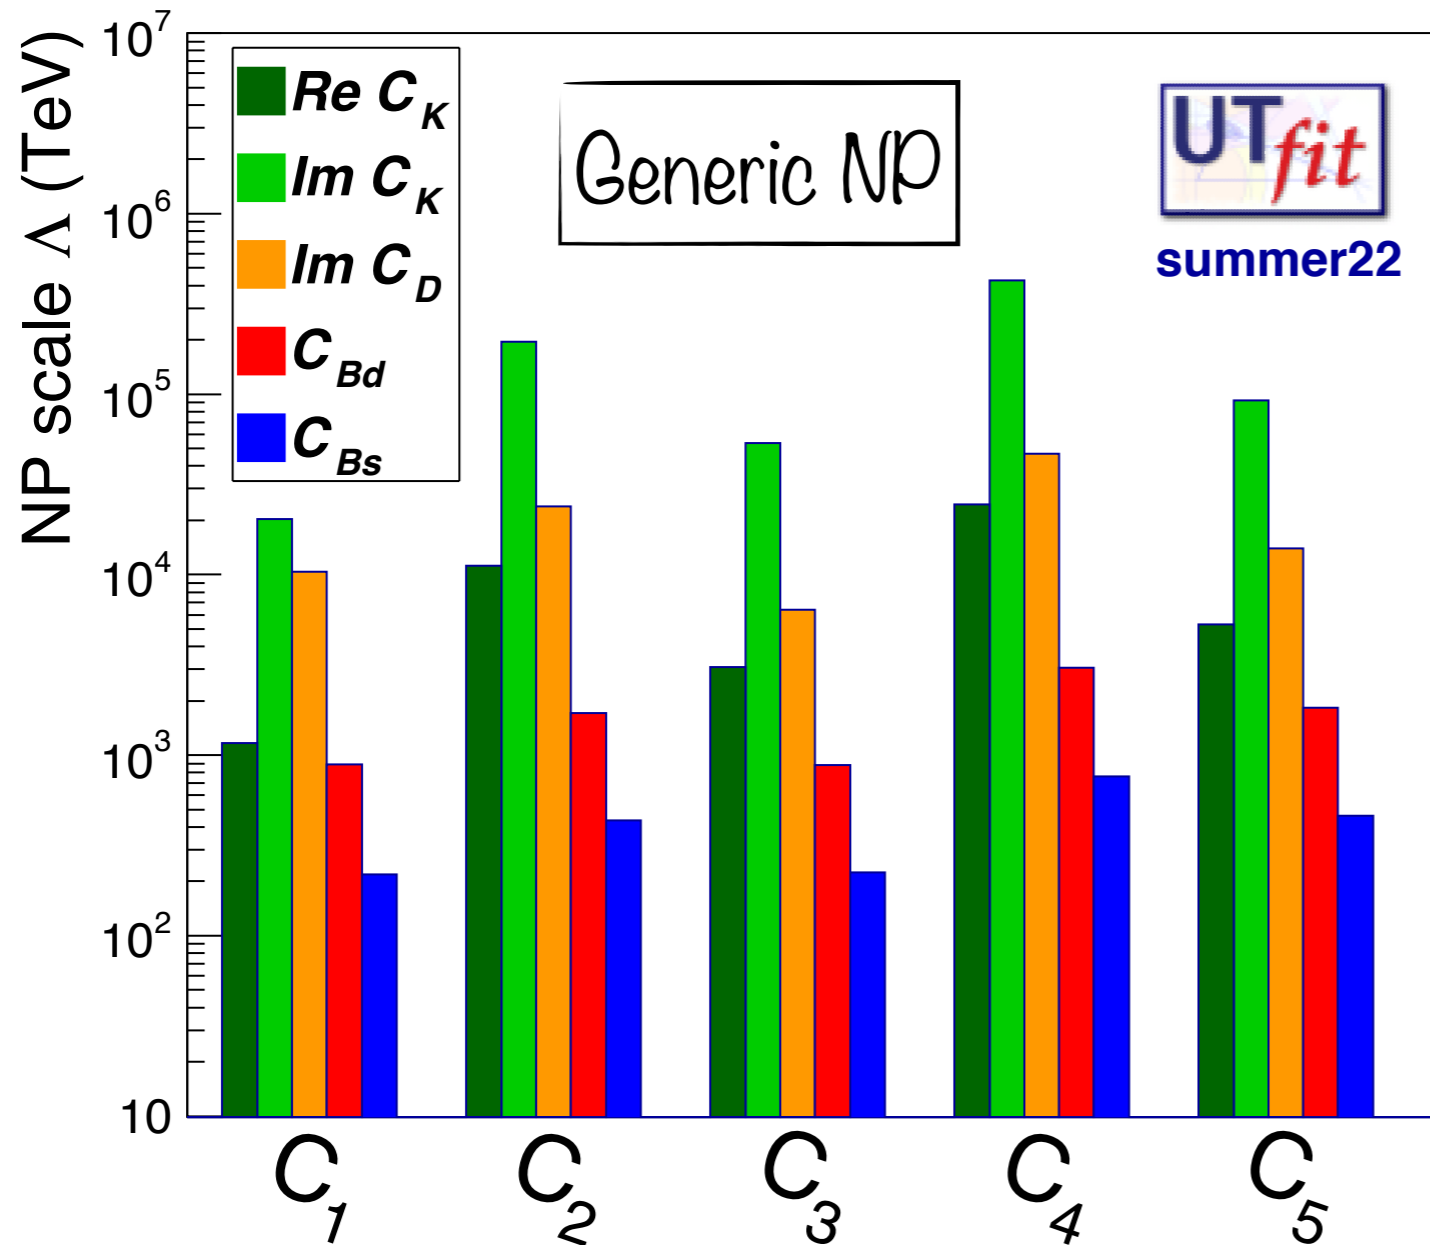 NP scale Λ (TeV)
10⁷
10⁶
10⁵
10⁴
10³
10²
10
Re C_K
Im C_K
Im C_D
C_Bd
C_Bs
Generic NP
UTfit
summer22
C₁ C₂ C₃ C₄ C₅